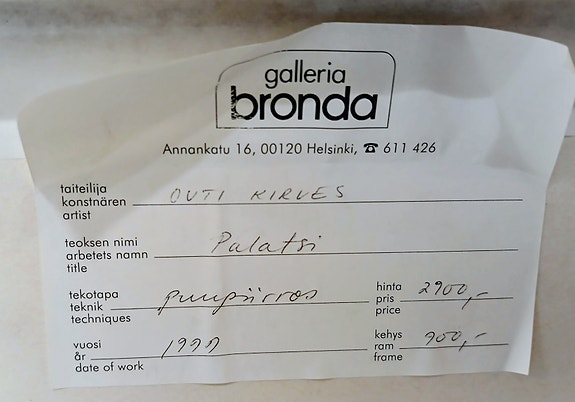 galleria
bronda
Annankatu 16, 00120 Helsinki, ☎ 611 426
taiteilija
konstnären OUTI KIRVES
artist
teoksen nimi
arbetets namn Palatsi
title
tekotapa
teknik puupiirros
techniques
hinta
pris 2900,-
price
vuosi
år 1999
date of work
kehys
ram 900,-
frame